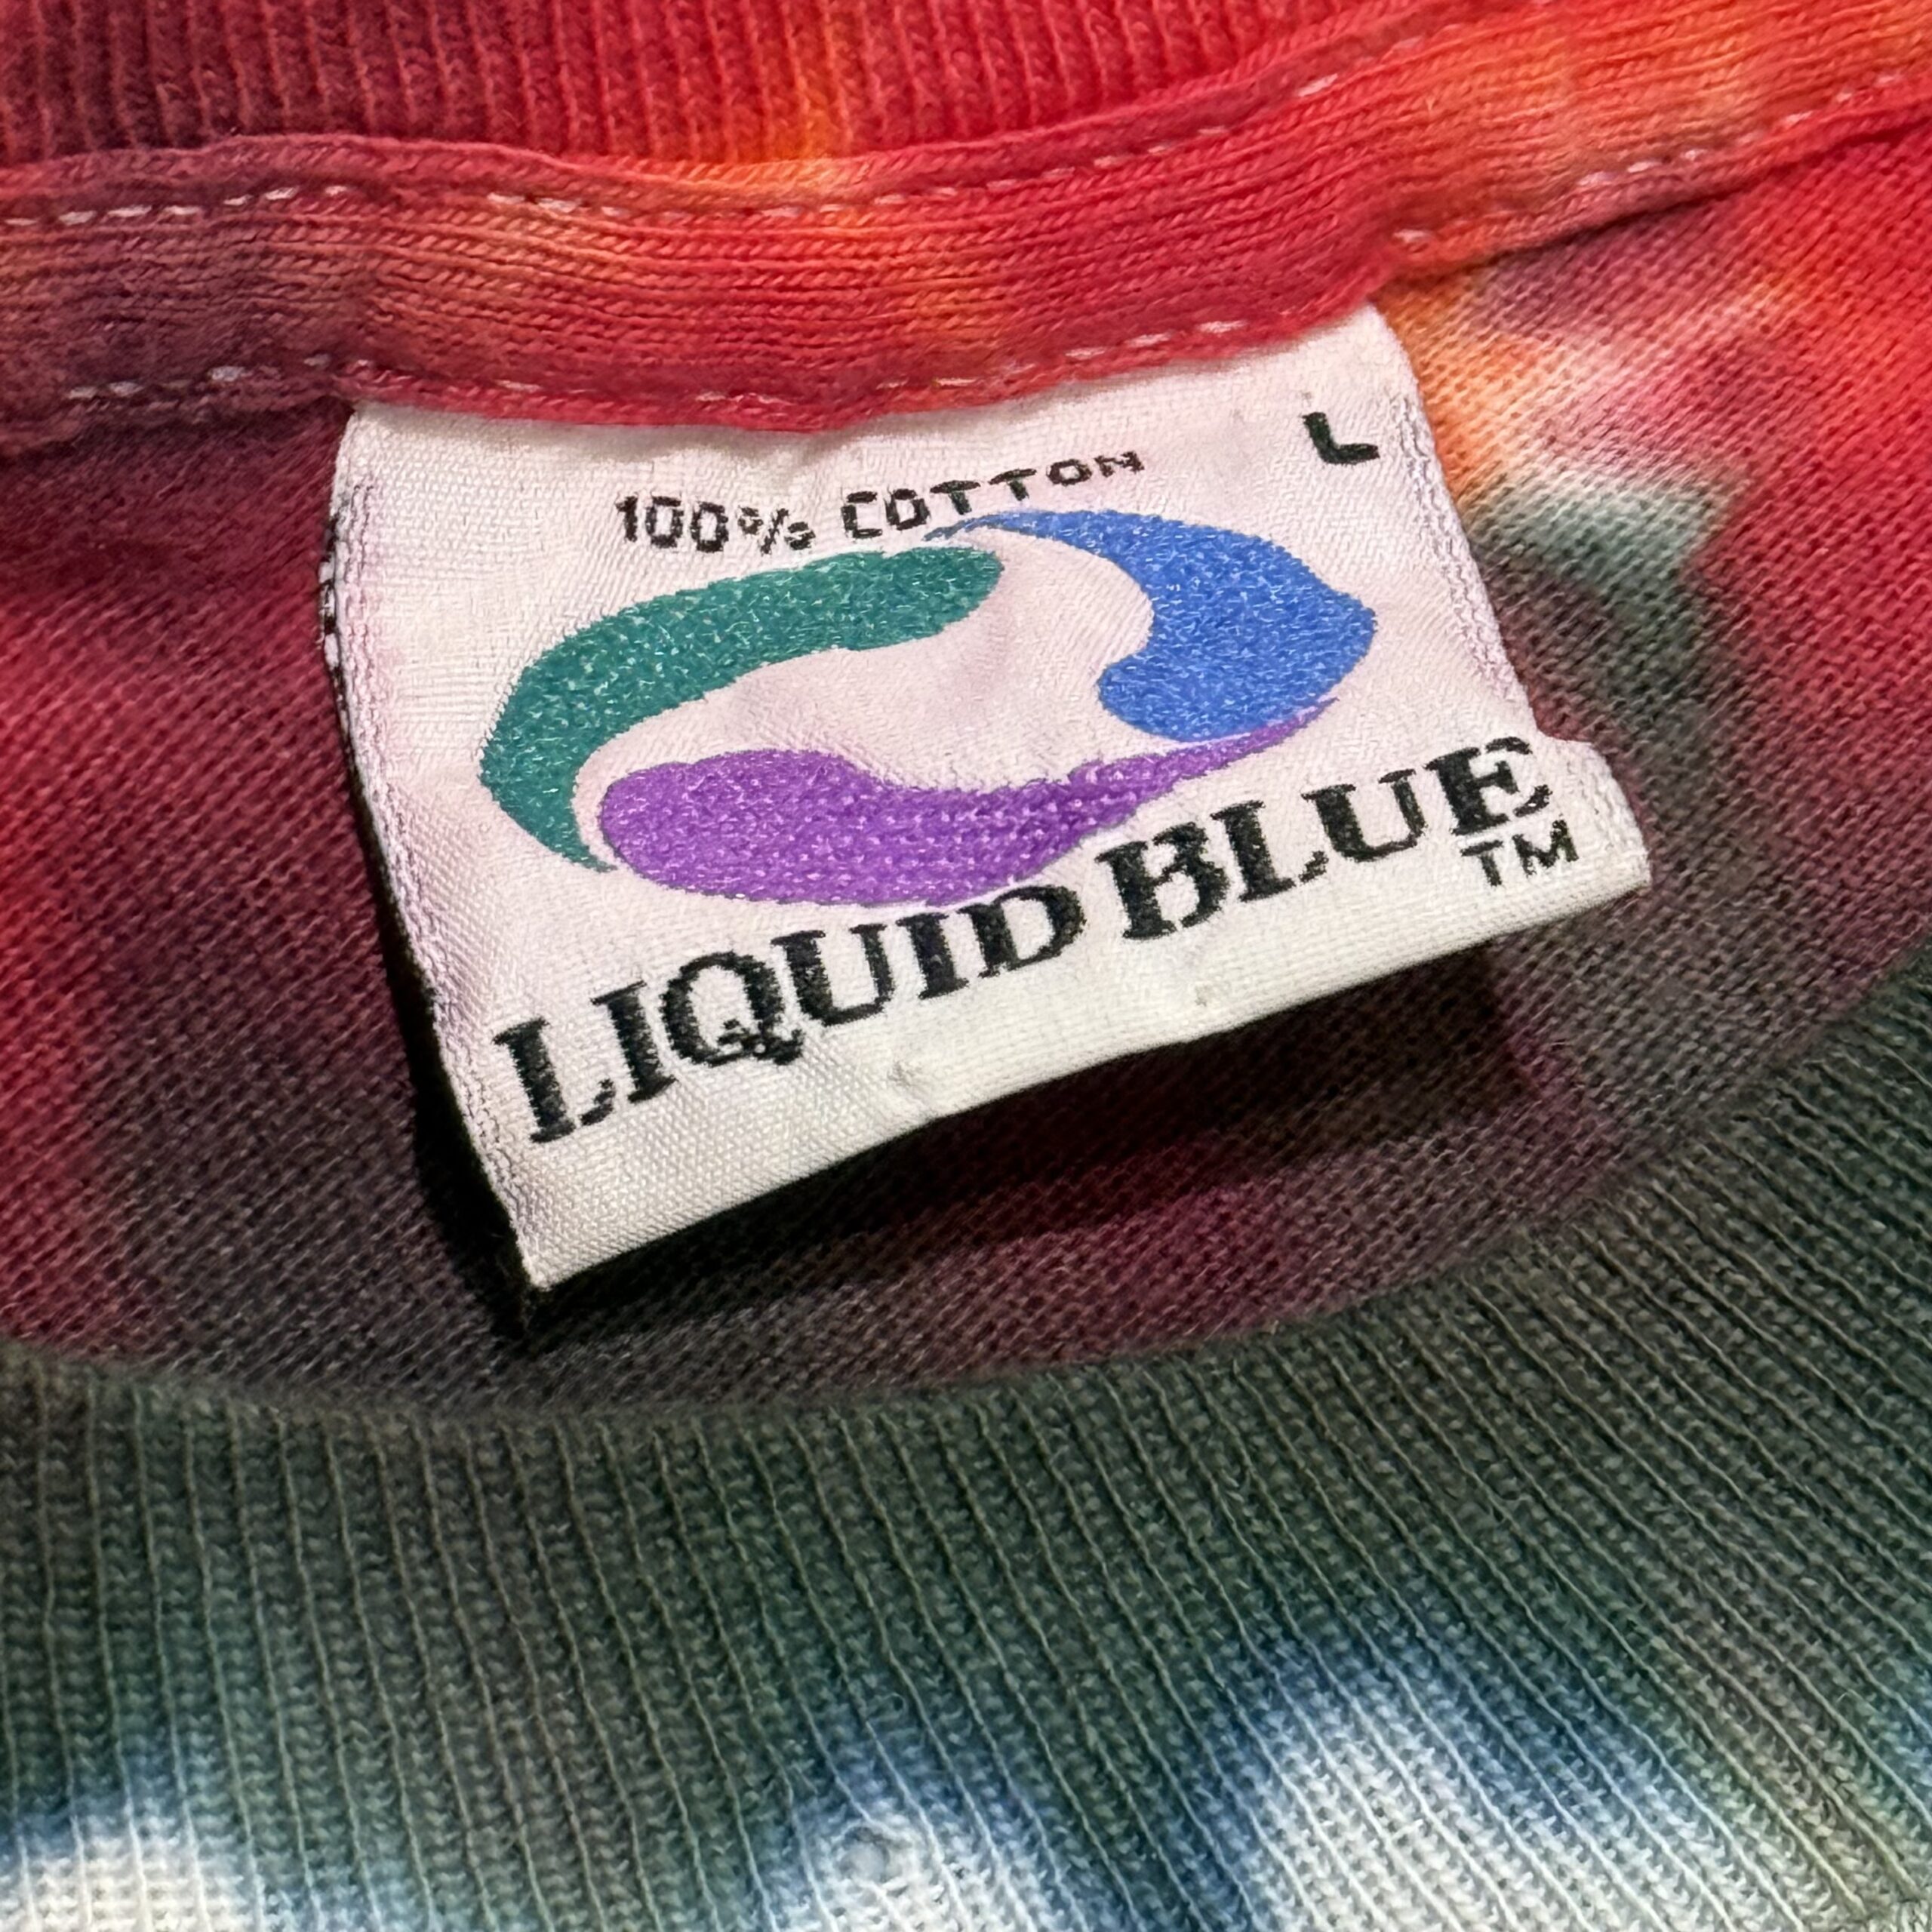 L
100% COTTON
LIQUID BLUE
TM